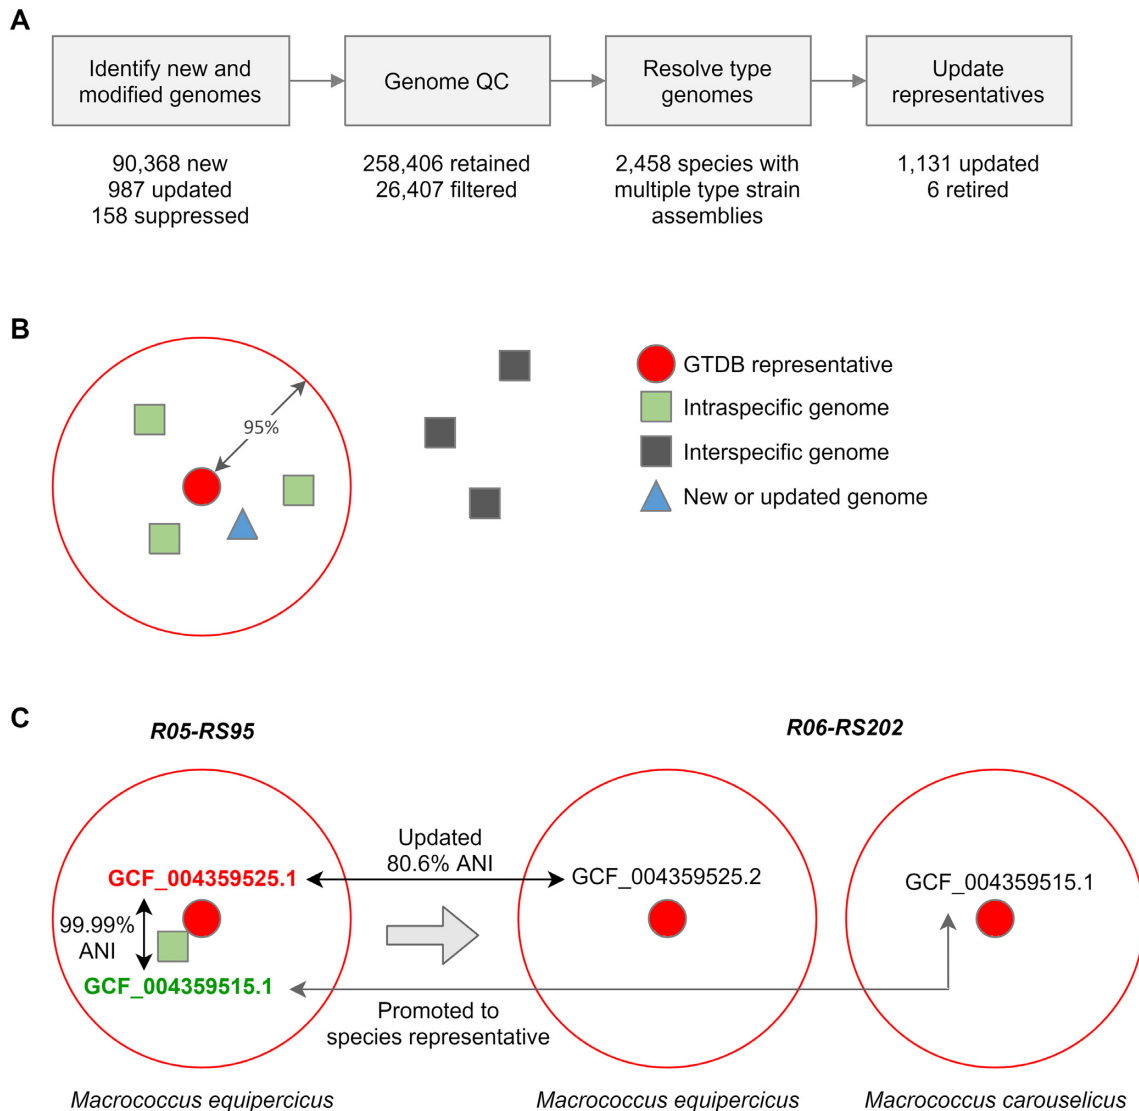 A
Identify new and
modified genomes
Genome QC
Resolve type
genomes
Update
representatives
90,368 new
987 updated
158 suppressed
258,406 retained
26,407 filtered
2,458 species with
multiple type strain
assemblies
1,131 updated
6 retired
B
95%
GTDB representative
Intraspecific genome
Interspecific genome
New or updated genome
C
R05-RS95
R06-RS202
Updated
80.6% ANI
GCF_004359525.1
GCF_004359525.2
GCF_004359515.1
99.99%
ANI
GCF_004359515.1
Promoted to
species representative
Macrococcus equipercicus
Macrococcus equipercicus
Macrococcus carouselicus